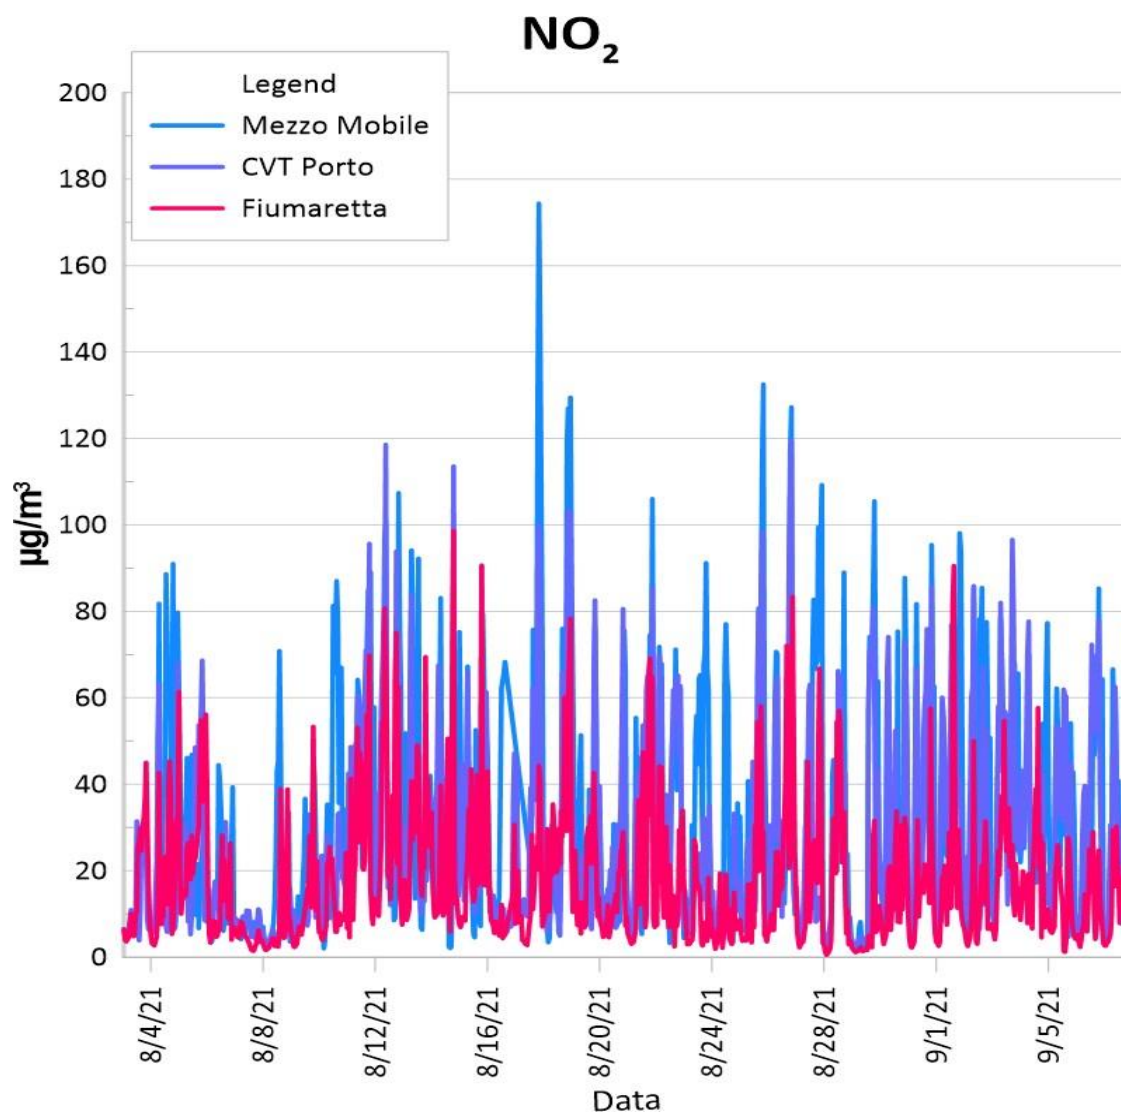 NO₂
Legend
Mezzo Mobile
CVT Porto
Fiumaretta
200
180
160
140
120
100
80
60
40
20
0
µg/m³
8/4/21
8/8/21
8/12/21
8/16/21
8/20/21
8/24/21
8/28/21
9/1/21
9/5/21
Data